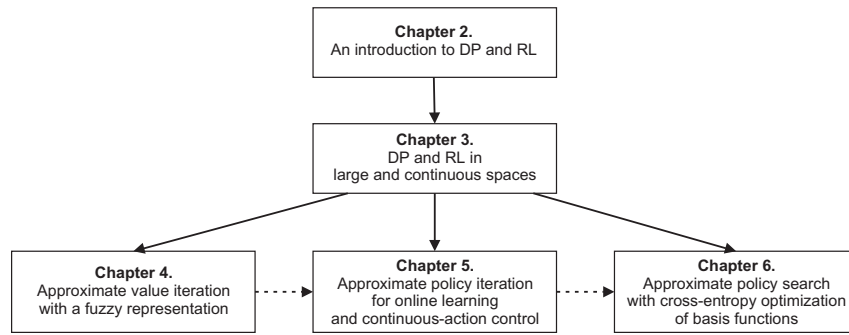 Chapter 2.
An introduction to DP and RL
Chapter 3.
DP and RL in
large and continuous spaces
Chapter 4.
Approximate value iteration
with a fuzzy representation
Chapter 5.
Approximate policy iteration
for online learning
and continuous-action control
Chapter 6.
Approximate policy search
with cross-entropy optimization
of basis functions